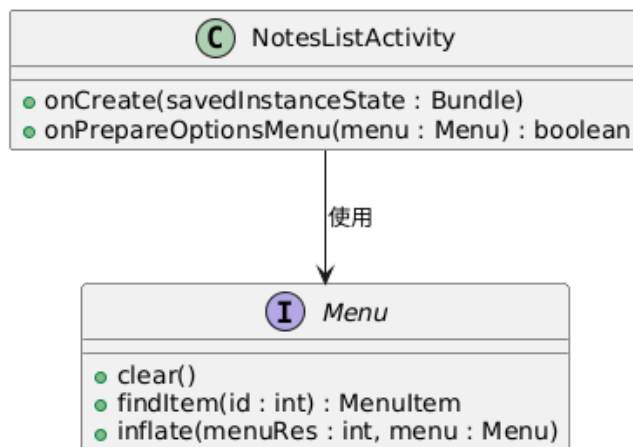 C NotesListActivity
onCreate(savedInstanceState : Bundle)
onPrepareOptionsMenu(menu : Menu) : boolean
使用
I Menu
clear()
findItem(id : int) : MenuItem
inflate(menuRes : int, menu : Menu)